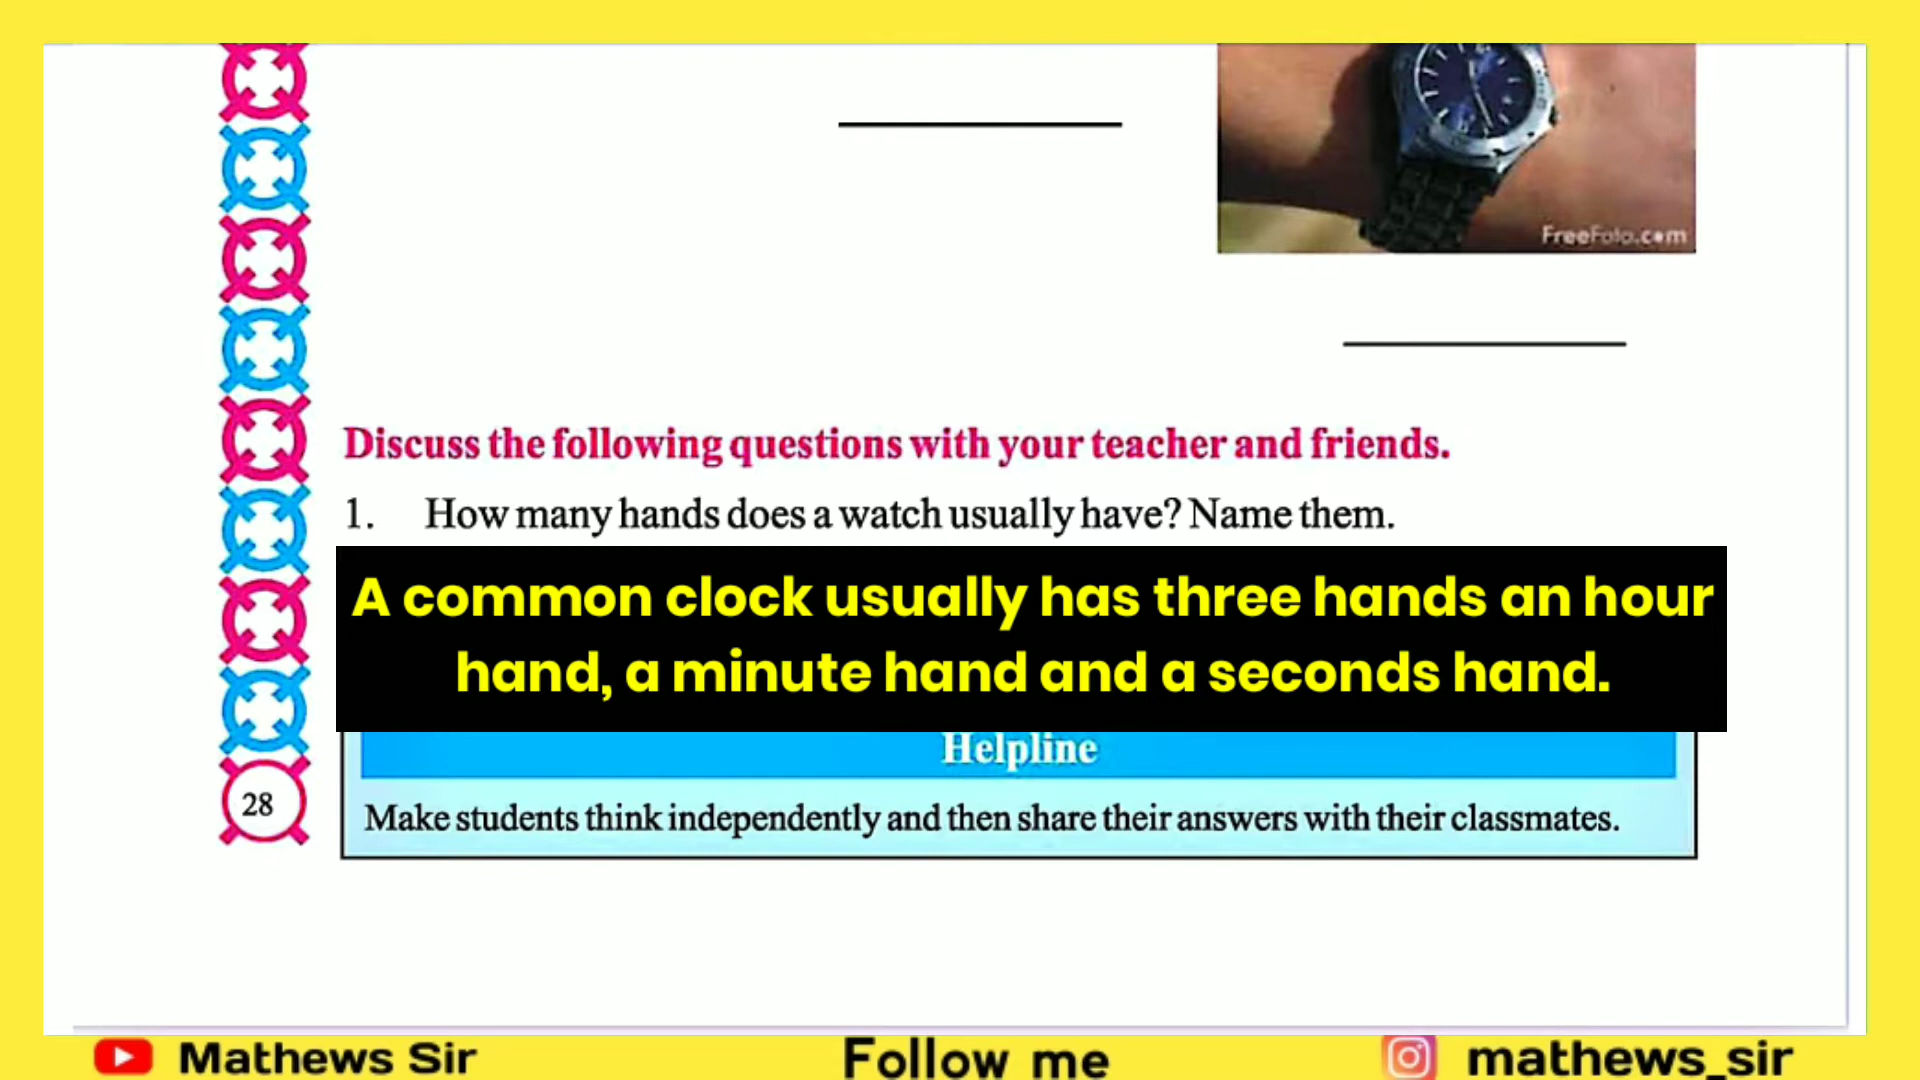 FreeFoto.com
Discuss the following questions with your teacher and friends.
1. How many hands does a watch usually have? Name them.
A common clock usually has three hands an hour
hand, a minute hand and a seconds hand.
Helpline
28
Make students think independently and then share their answers with their classmates.
Mathews Sir
Follow me
mathews_sir